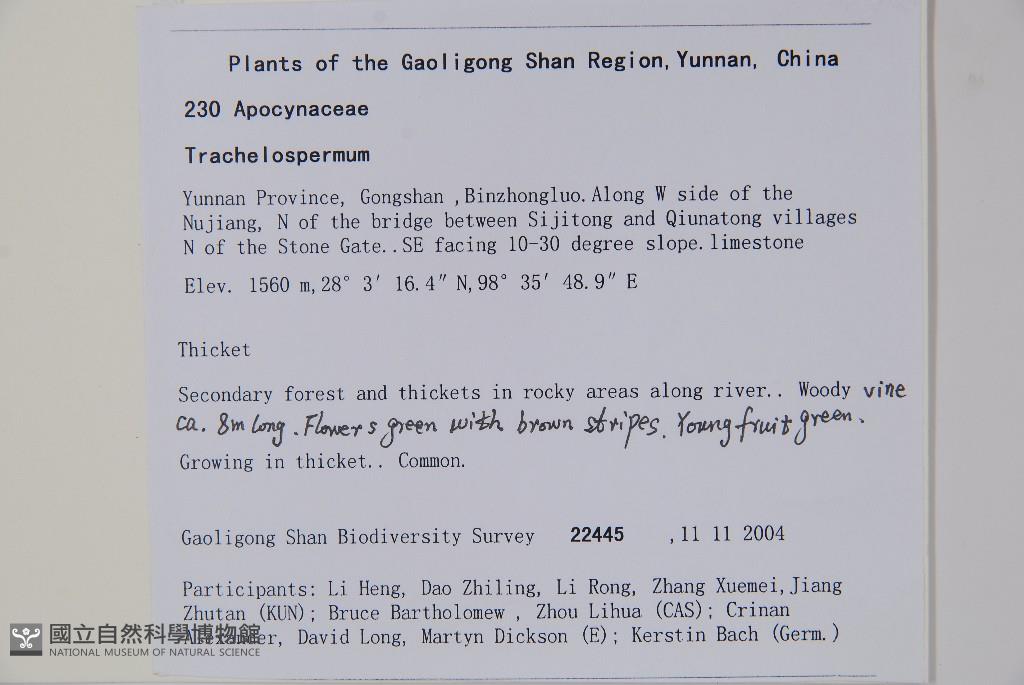 Plants of the Gaoligong Shan Region, Yunnan, China
230 Apocynaceae
Trachelospermum
Yunnan Province, Gongshan ,Binzhongluo. Along W side of the
Nujiang, N of the bridge between Sijitong and Qiunatong villages
N of the Stone Gate..SE facing 10-30 degree slope. limestone
Elev. 1560 m, 28° 3′ 16.4″ N, 98° 35′ 48.9″ E
Thicket
Secondary forest and thickets in rocky areas along river.. Woody vine
ca. 8m long. Flowers green with brown stripes. Young fruit green.
Growing in thicket.. Common.
Gaoligong Shan Biodiversity Survey 22445 ,11 11 2004
Participants: Li Heng, Dao Zhiling, Li Rong, Zhang Xuemei, Jiang
Zhutan (KUN); Bruce Bartholomew , Zhou Lihua (CAS); Crinan
Alexander, David Long, Martyn Dickson (E); Kerstin Bach (Germ.)
國立自然科學博物館
NATIONAL MUSEUM OF NATURAL SCIENCE